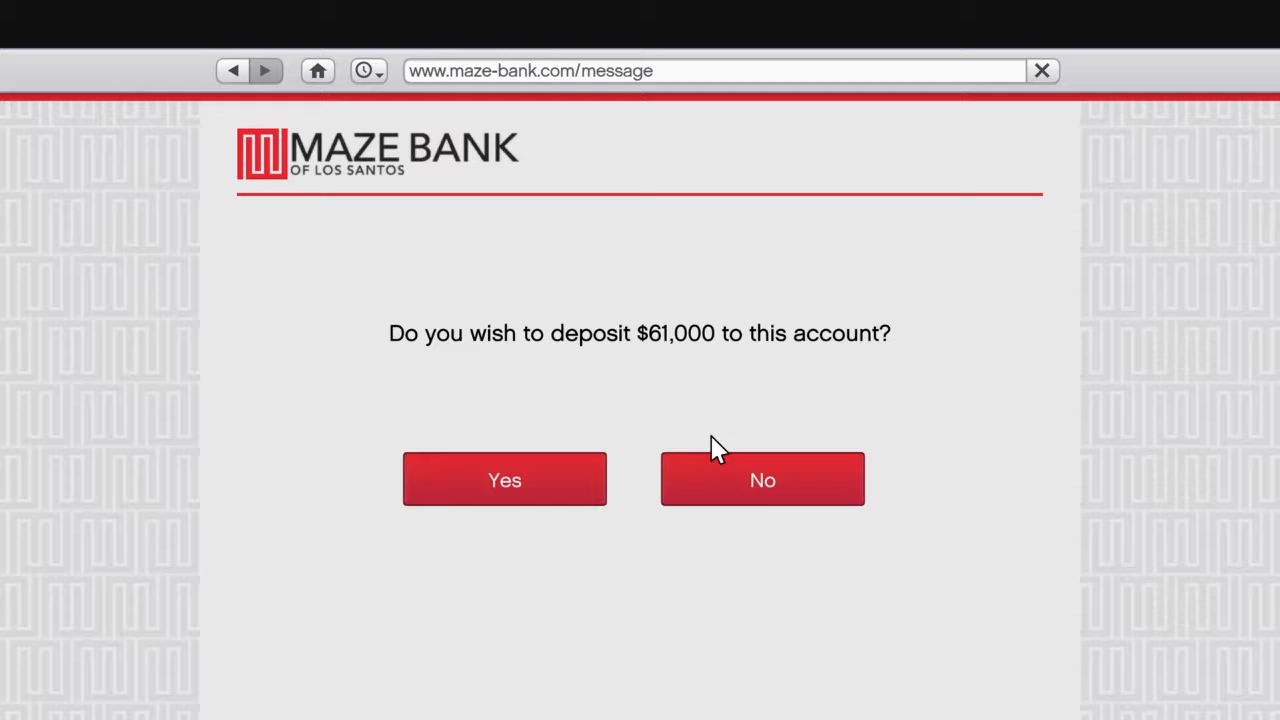 www.maze-bank.com/message
MAZE BANK
OF LOS SANTOS
Do you wish to deposit $61,000 to this account?
Yes
No